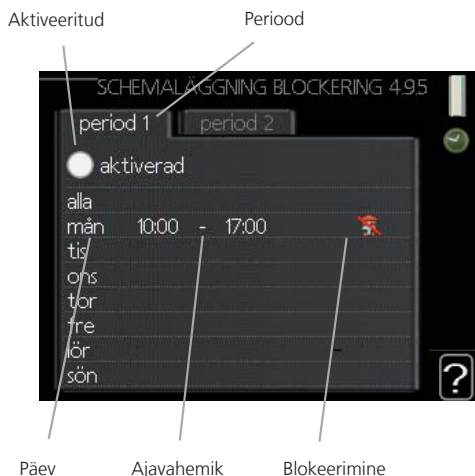 Aktiveeritud Periood
SCHEMALÄGGNING BLOCKERING 4.9.5
period 1 period 2
aktiverad
alla
mån 10:00 - 17:00
tis
ons
tor
fre
lör
sön
?
Päev Ajavahemik Blokeerimine